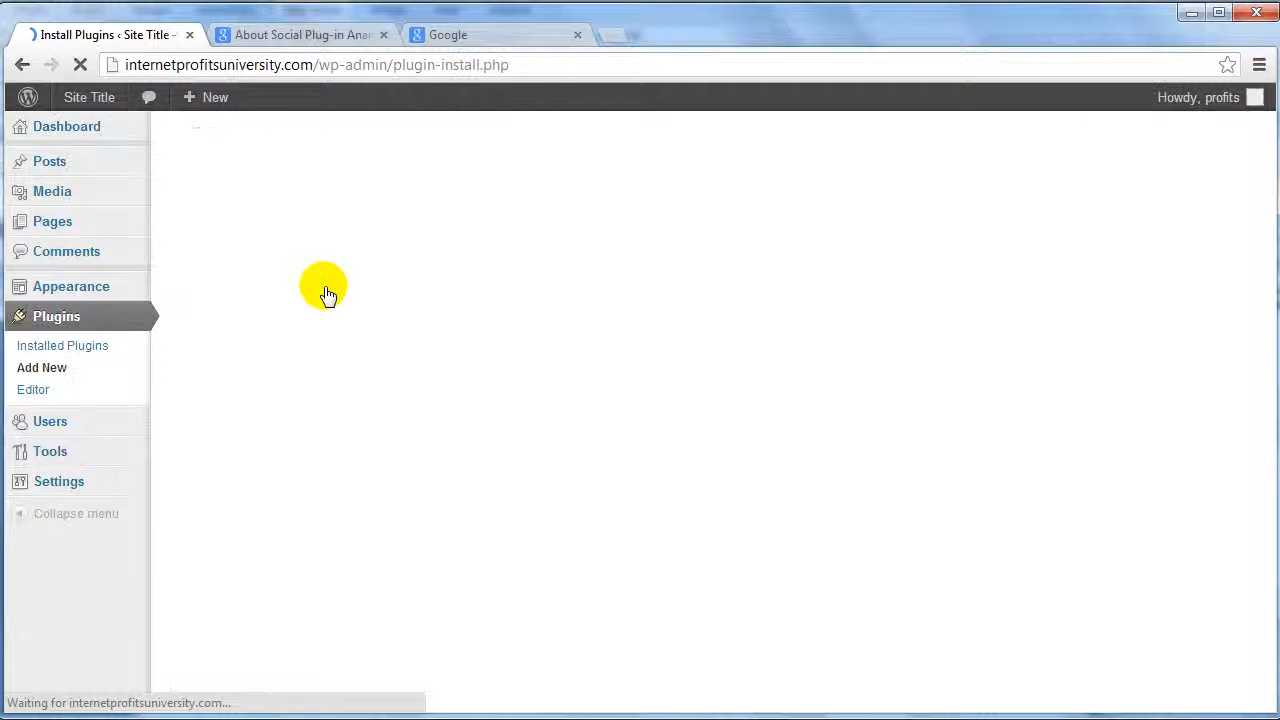 Install Plugins ‹ Site Title -
About Social Plug-in Ana
Google
internetprofitsuniversity.com/wp-admin/plugin-install.php
Site Title
New
Howdy, profits
Dashboard
Posts
Media
Pages
Comments
Appearance
Plugins
Installed Plugins
Add New
Editor
Users
Tools
Settings
Collapse menu
Waiting for internetprofitsuniversity.com...